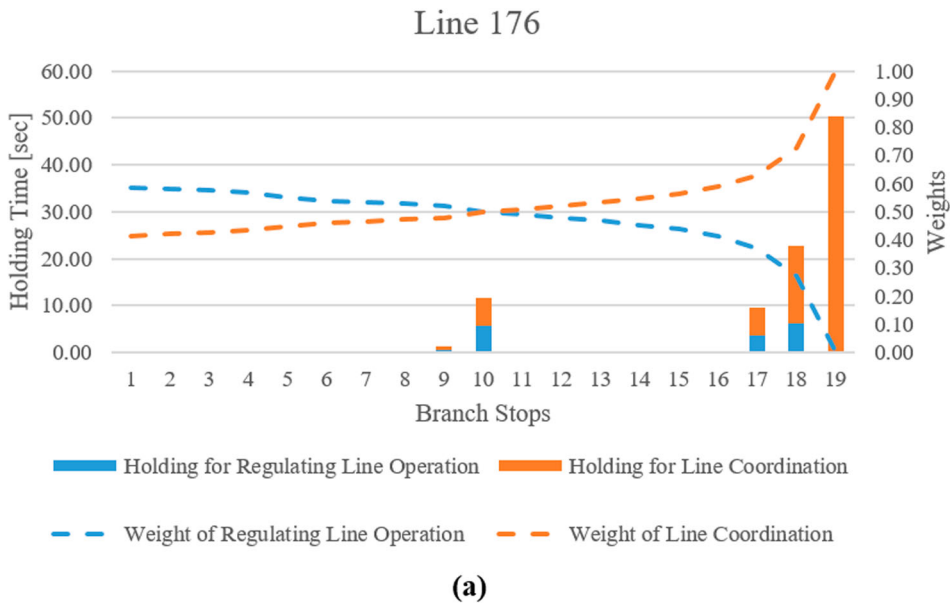 Line 176
Holding Time [sec]
60.00
50.00
40.00
30.00
20.00
10.00
0.00
1.00
0.90
0.80
0.70
0.60
0.50
0.40
0.30
0.20
0.10
0.00
Weights
1 2 3 4 5 6 7 8 9 10 11 12 13 14 15 16 17 18 19
Branch Stops
Holding for Regulating Line Operation
Holding for Line Coordination
Weight of Regulating Line Operation
Weight of Line Coordination
(a)